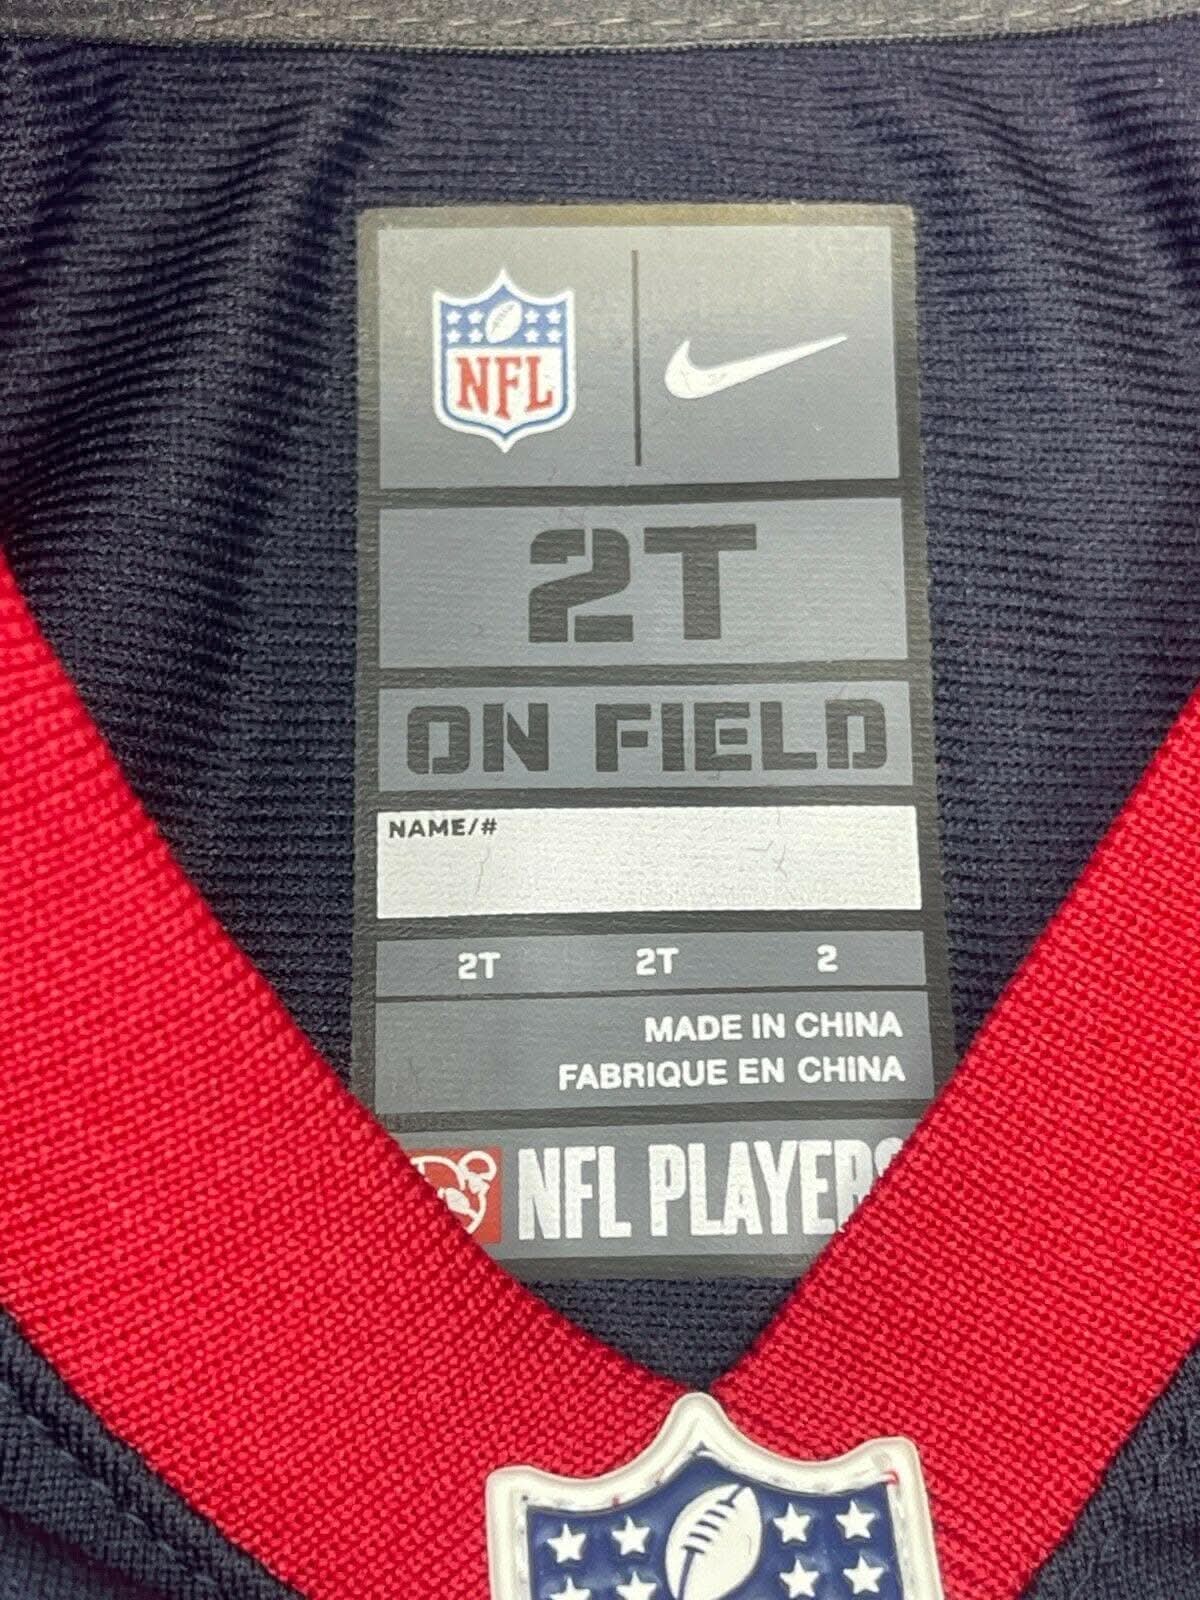 NFL
2T
ON FIELD
NAME/#
2T 2T 2
MADE IN CHINA
FABRIQUE EN CHINA
NFL PLAYERS